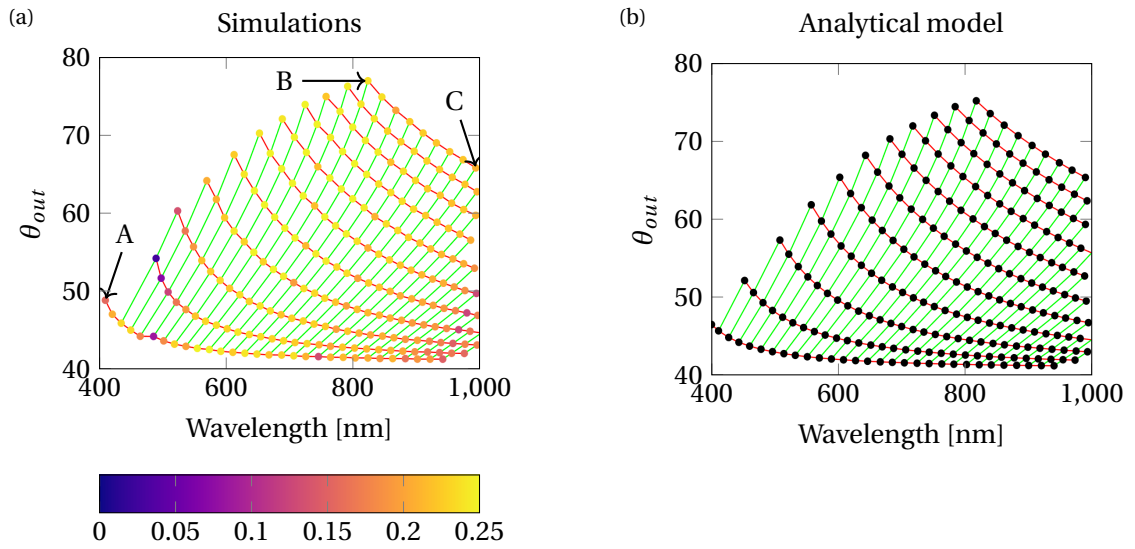 (a)
Simulations
80
70
60
50
40
θout
A
B
C
400
600
800
1,000
Wavelength [nm]
0
0.05
0.1
0.15
0.2
0.25
(b)
Analytical model
80
70
60
50
40
θout
400
600
800
1,000
Wavelength [nm]